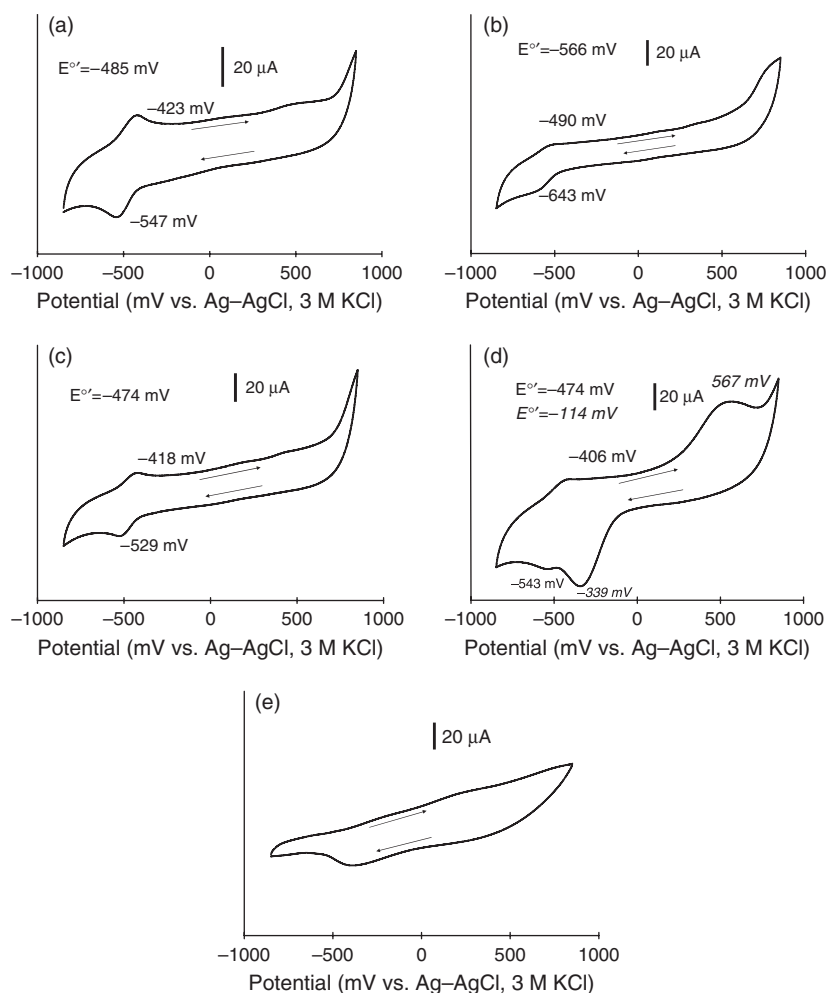 (a)
E°′=−485 mV
20 μA
−423 mV
−547 mV
−1000 −500 0 500 1000
Potential (mV vs. Ag–AgCl, 3 M KCl)
(b)
E°′=−566 mV
20 μA
−490 mV
−643 mV
−1000 −500 0 500 1000
Potential (mV vs. Ag–AgCl, 3 M KCl)
(c)
E°′=−474 mV
20 μA
−418 mV
−529 mV
−1000 −500 0 500 1000
Potential (mV vs. Ag–AgCl, 3 M KCl)
(d)
E°′=−474 mV
E°′=−114 mV
20 μA
567 mV
−406 mV
−543 mV
−339 mV
−1000 −500 0 500 1000
Potential (mV vs. Ag–AgCl, 3 M KCl)
(e)
20 μA
−1000 −500 0 500 1000
Potential (mV vs. Ag–AgCl, 3 M KCl)